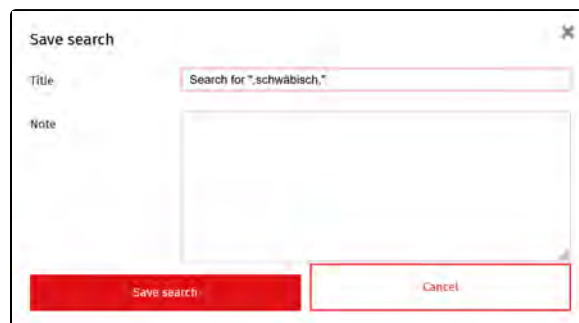 Save search
Title
Search for ",schwäbisch,"
Note
Save search
Cancel